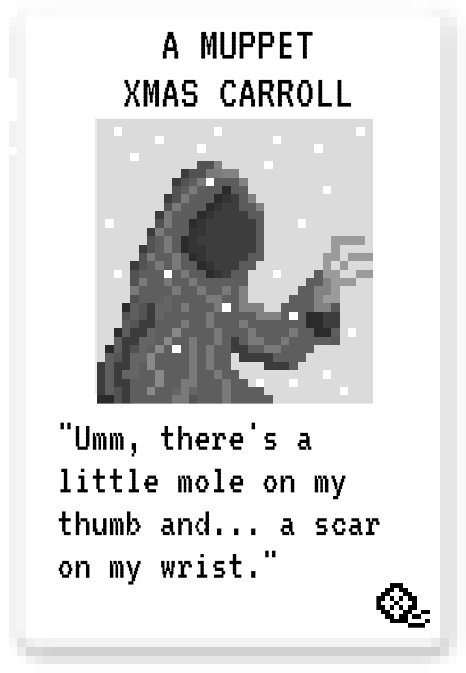 A MUPPET
XMAS CARROLL
"Umm, there's a
little mole on my
thumb and... a scar
on my wrist."